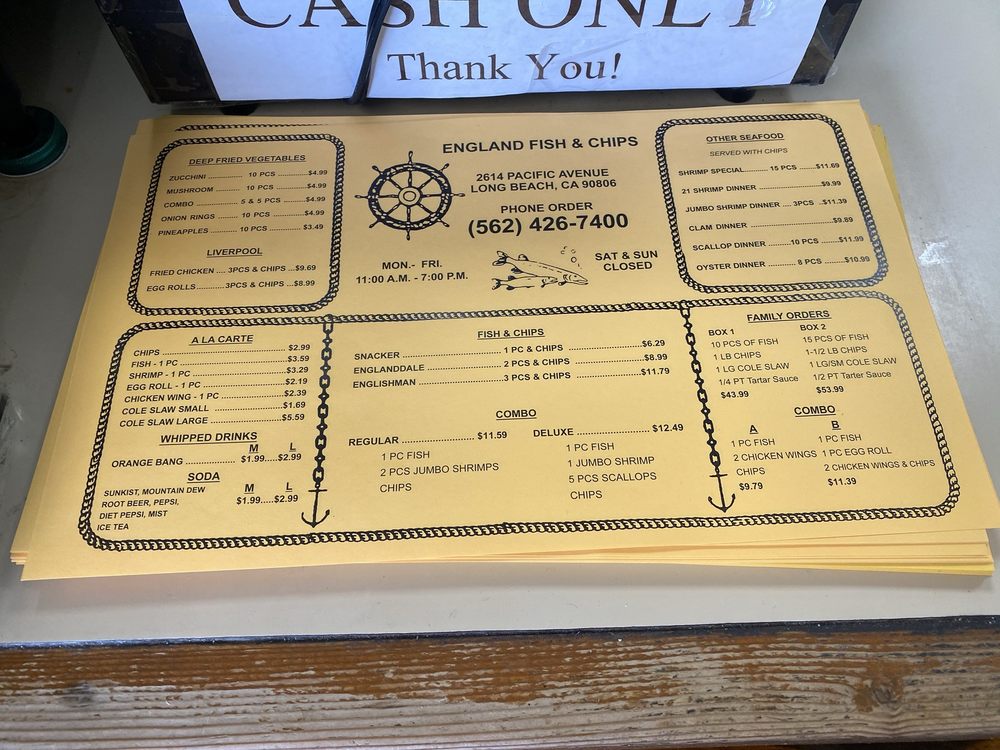 CASH ONLY
Thank You!
DEEP FRIED VEGETABLES
ZUCCHINI ............ 10 PCS ............$4.99
MUSHROOM ........ 10 PCS ............$4.99
COMBO ............ 5 & 5 PCS ..........$4.99
ONION RINGS ...... 10 PCS ............$4.99
PINEAPPLES ........ 10 PCS ............$3.49
LIVERPOOL
FRIED CHICKEN .... 3PCS & CHIPS ...$9.69
EGG ROLLS..........3PCS & CHIPS ...$8.99
ENGLAND FISH & CHIPS
2614 PACIFIC AVENUE
LONG BEACH, CA 90806
PHONE ORDER
(562) 426-7400
MON.- FRI.
11:00 A.M. - 7:00 P.M.
SAT & SUN
CLOSED
OTHER SEAFOOD
SERVED WITH CHIPS
SHRIMP SPECIAL........ 15 PCS ......$11.69
21 SHRIMP DINNER ......................$9.99
JUMBO SHRIMP DINNER .... 3PCS ..$11.39
CLAM DINNER ..............................$9.89
SCALLOP DINNER .........10 PCS ......$11.99
OYSTER DINNER .......... 8 PCS .......$10.99
A LA CARTE
CHIPS ........................................ $2.99
FISH - 1 PC ................................$3.59
SHRIMP - 1 PC ............................$3.29
EGG ROLL - 1 PC ........................$2.19
CHICKEN WING - 1 PC ..................$2.39
COLE SLAW SMALL ......................$1.69
COLE SLAW LARGE ......................$5.59
WHIPPED DRINKS
M L
ORANGE BANG ................ $1.99....$2.99
SODA
SUNKIST, MOUNTAIN DEW M L
ROOT BEER, PEPSI, $1.99.....$2.99
DIET PEPSI, MIST
ICE TEA
FISH & CHIPS
SNACKER ................................1 PC & CHIPS ........................$6.29
ENGLANDDALE ........................ 2 PCS & CHIPS ......................$8.99
ENGLISHMAN ..........................3 PCS & CHIPS ......................$11.79
COMBO
REGULAR ...................... $11.59
1 PC FISH
2 PCS JUMBO SHRIMPS
CHIPS
DELUXE ........................ $12.49
1 PC FISH
1 JUMBO SHRIMP
5 PCS SCALLOPS
CHIPS
FAMILY ORDERS
BOX 1
10 PCS OF FISH
1 LB CHIPS
1 LG COLE SLAW
1/4 PT Tartar Sauce
$43.99
BOX 2
15 PCS OF FISH
1-1/2 LB CHIPS
1 LG/SM COLE SLAW
1/2 PT Tartar Sauce
$53.99
COMBO
A
1 PC FISH
2 CHICKEN WINGS
CHIPS
$9.79
B
1 PC FISH
1 PC EGG ROLL
2 CHICKEN WINGS & CHIPS
$11.39